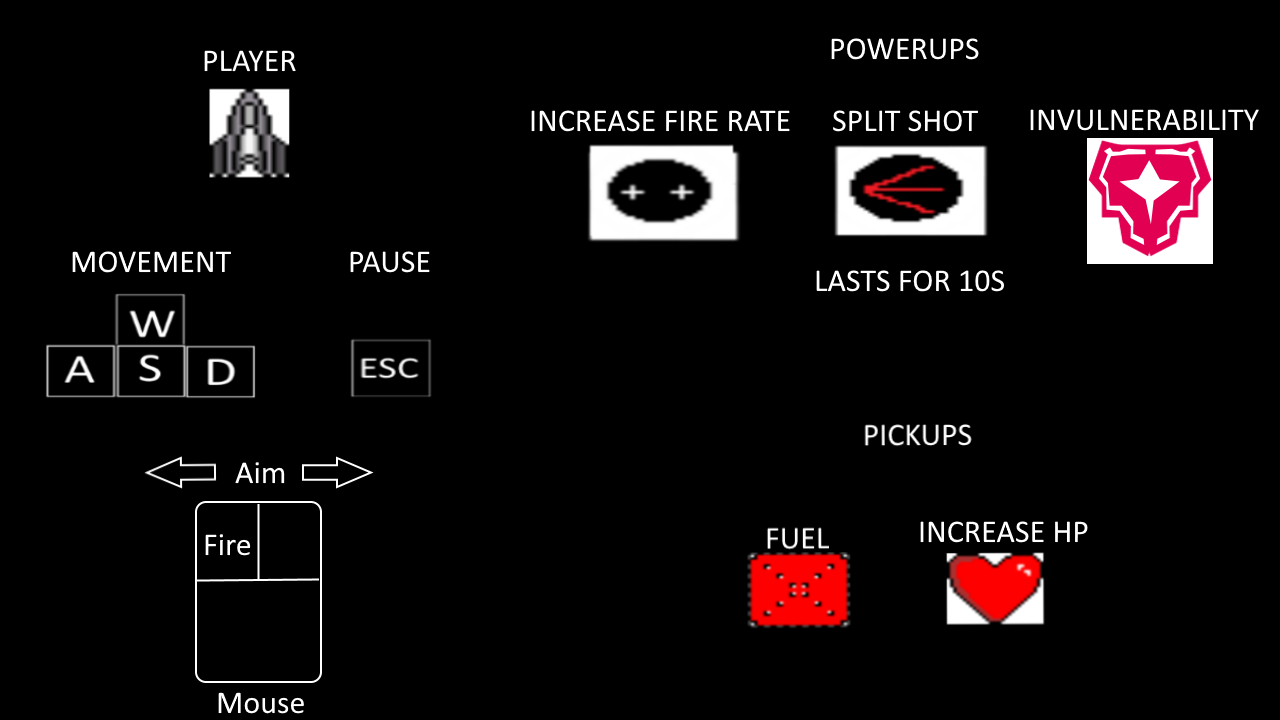 PLAYER
MOVEMENT
PAUSE
W
A S D
ESC
Aim
Fire
Mouse
POWERUPS
INCREASE FIRE RATE
SPLIT SHOT
INVULNERABILITY
LASTS FOR 10S
PICKUPS
FUEL
INCREASE HP